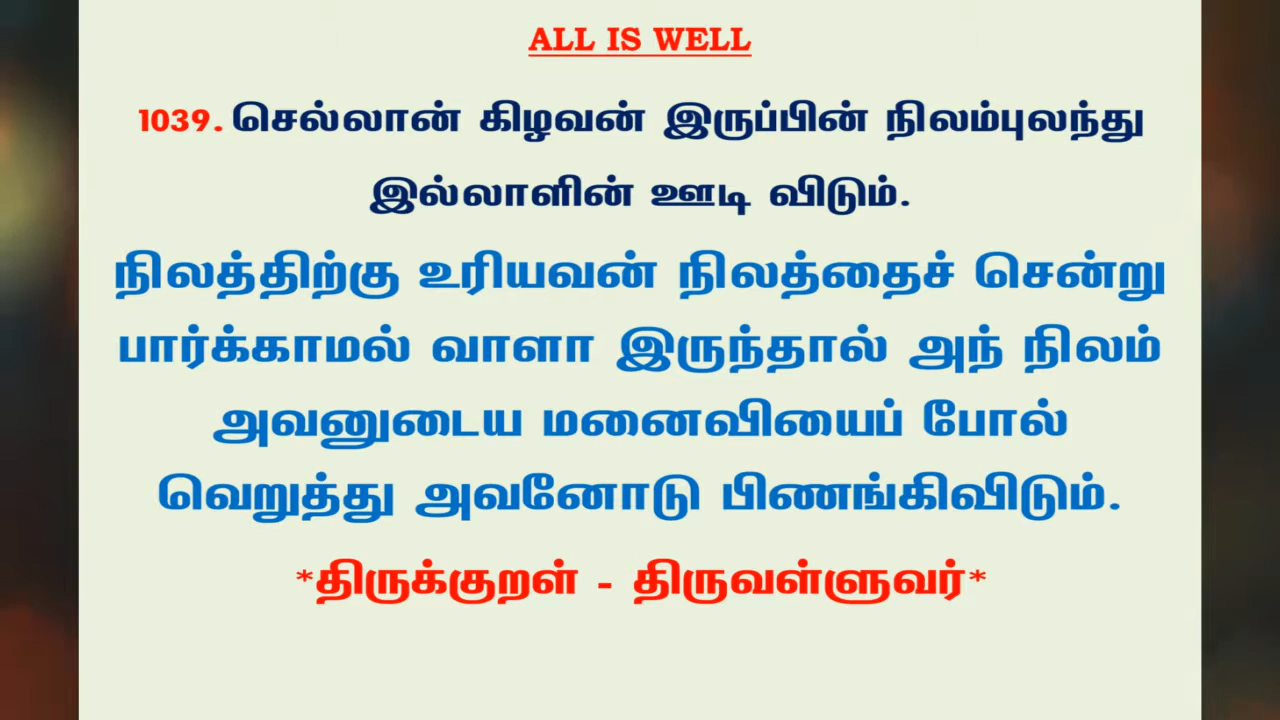 ALL IS WELL
1039. செல்லான் கிழவன் இருப்பின் நிலம்புலந்து
இல்லாளின் ஊடி விடும்.
நிலத்திற்கு உரியவன் நிலத்தைச் சென்று
பார்க்காமல் வாளா இருந்தால் அந் நிலம்
அவனுடைய மனைவியைப் போல்
வெறுத்து அவனோடு பிணங்கிவிடும்.
*திருக்குறள் - திருவள்ளுவர்*